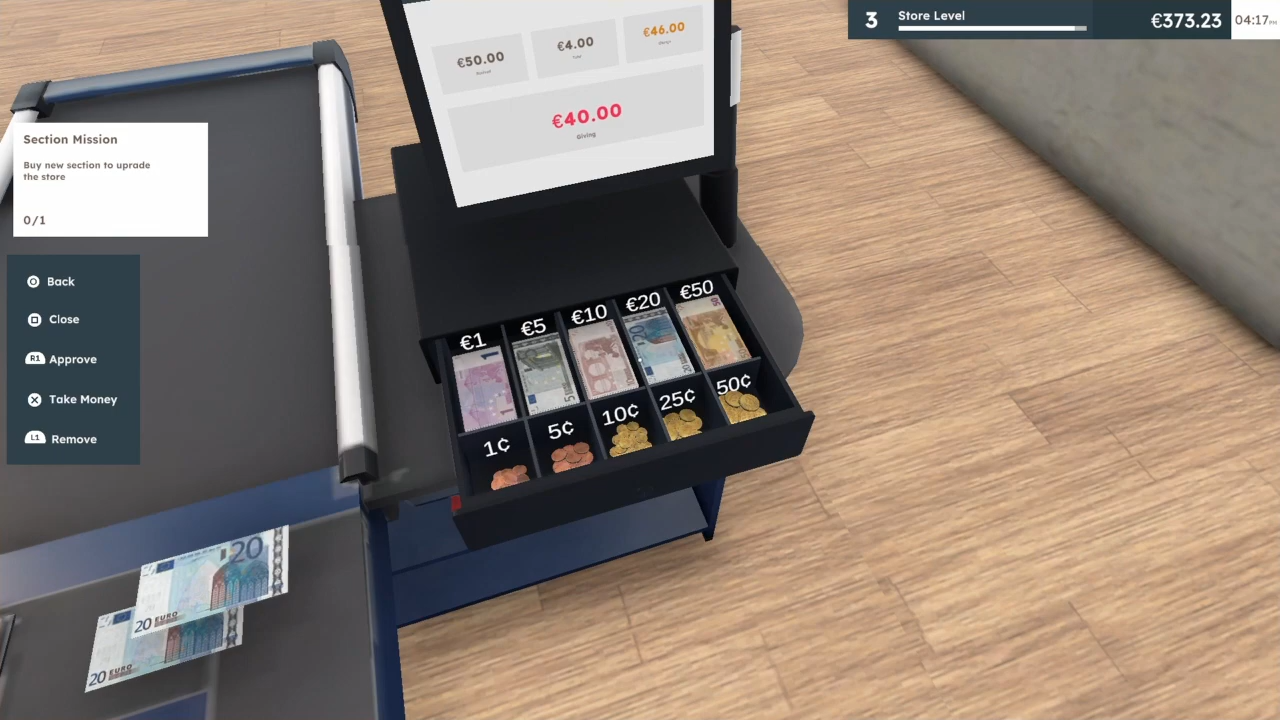 3
Store Level
€373.23
04:17
€50.00
€4.00
€46.00
€40.00
Giving
Section Mission
Buy new section to uprade
the store
0/1
Back
Close
R1 Approve
Take Money
L1 Remove
€1
€5
€10
€20
€50
1¢
5¢
10¢
25¢
50¢
20
20 EURO
20 EURO